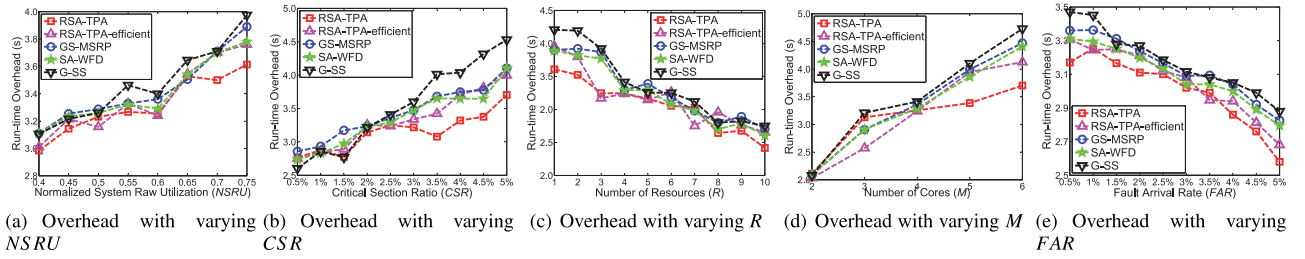 Run-time Overhead (s)
4.0
3.8
3.6
3.4
3.2
3.0
2.8
RSA-TPA
RSA-TPA-efficient
GS-MSRP
SA-WFD
G-SS
0.4 0.45 0.5 0.55 0.6 0.65 0.7 0.75
Normalized System Raw Utilization (NSRU)
(a) Overhead with varying
NSRU
Run-time Overhead (s)
5.0
4.5
4.0
3.5
3.0
2.5
RSA-TPA
RSA-TPA-efficient
GS-MSRP
SA-WFD
G-SS
0.5% 1% 1.5% 2% 2.5% 3% 3.5% 4% 4.5% 5%
Critical Section Ratio (CSR)
(b) Overhead with varying
CSR
Run-time Overhead (s)
4.5
4.0
3.5
3.0
2.5
2.0
RSA-TPA
RSA-TPA-efficient
GS-MSRP
SA-WFD
G-SS
1 2 3 4 5 6 7 8 9 10
Number of Resources (R)
(c) Overhead with varying R
Run-time Overhead (s)
5.0
4.5
4.0
3.5
3.0
2.5
2.0
RSA-TPA
RSA-TPA-efficient
GS-MSRP
SA-WFD
G-SS
2 3 4 5 6
Number of Cores (M)
(d) Overhead with varying M
Run-time Overhead (s)
3.5
3.3
3.1
2.9
2.7
2.5
RSA-TPA
RSA-TPA-efficient
GS-MSRP
SA-WFD
G-SS
0.5% 1% 1.5% 2% 2.5% 3% 3.5% 4% 4.5% 5%
Fault Arrival Rate (FAR)
(e) Overhead with varying
FAR